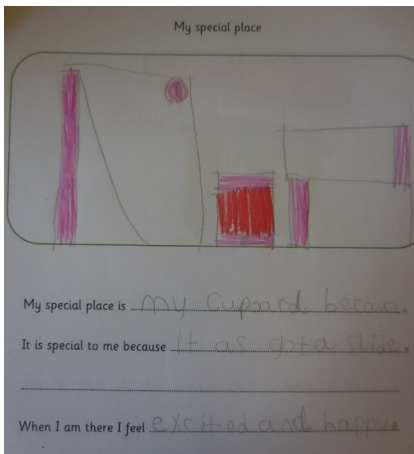 My special place
My special place is my cupard becaus.
It is special to me because it as got a slide.
When I am there I feel excited and happy.